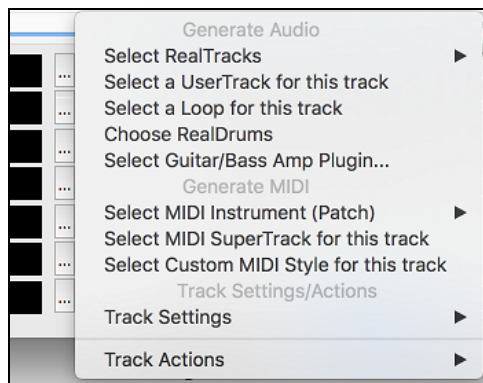 Generate Audio
Select RealTracks
Select a UserTrack for this track
Select a Loop for this track
Choose RealDrums
Select Guitar/Bass Amp Plugin...
Generate MIDI
Select MIDI Instrument (Patch)
Select MIDI SuperTrack for this track
Select Custom MIDI Style for this track
Track Settings/Actions
Track Settings
Track Actions
...
...
...
...
...
...
...